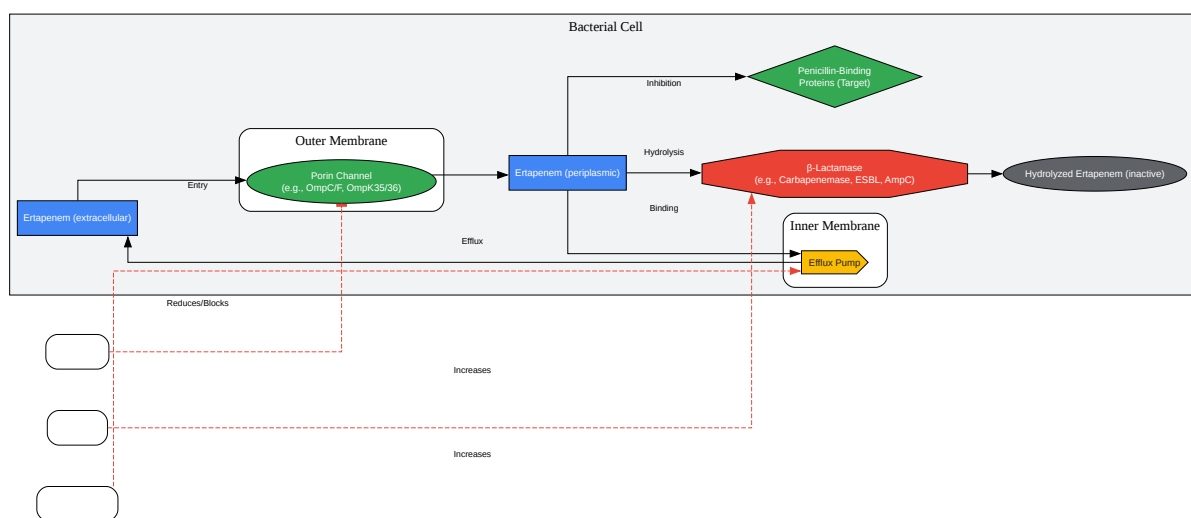 Bacterial Cell
Penicillin-Binding
Proteins (Target)
Inhibition
Outer Membrane
Hydrolysis
β-Lactamase
(e.g., Carbapenemase, ESBL, AmpC)
Porin Channel
(e.g., OmpC/F, OmpK35/36)
Ertapenem (periplasmic)
Hydrolyzed Ertapenem (inactive)
Entry
Binding
Ertapenem (extracellular)
Inner Membrane
Efflux
Efflux Pump
Reduces/Blocks
Increases
Increases